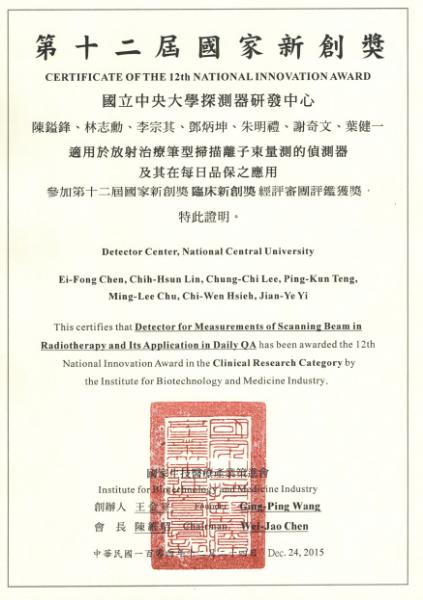 第十二屆國家新創獎
CERTIFICATE OF THE 12th NATIONAL INNOVATION AWARD
國立中央大學探測器研發中心
陳鎰鋒、林志勳、李宗其、鄧炳坤、朱明禮、謝奇文、葉健一
適用於放射治療筆型掃描離子束量測的偵測器
及其在每日品保之應用
參加第十二屆國家新創獎 臨床新創獎 經評審團評鑑獲獎，
特此證明。
Detector Center, National Central University
Ei-Fong Chen, Chih-Hsun Lin, Chung-Chi Lee, Ping-Kun Teng,
Ming-Lee Chu, Chi-Wen Hsieh, Jian-Ye Yi
This certifies that Detector for Measurements of Scanning Beam in
Radiotherapy and Its Application in Daily QA has been awarded the 12th
National Innovation Award in the Clinical Research Category by
the Institute for Biotechnology and Medicine Industry.
國家生技醫療產業策進會
Institute for Biotechnology and Medicine Industry
創辦人 王金平 Founder Ging-Ping Wang
會 長 陳維昭 Chairman Wei-Jao Chen
中華民國一百零四年十二月二十四日 Dec. 24, 2015